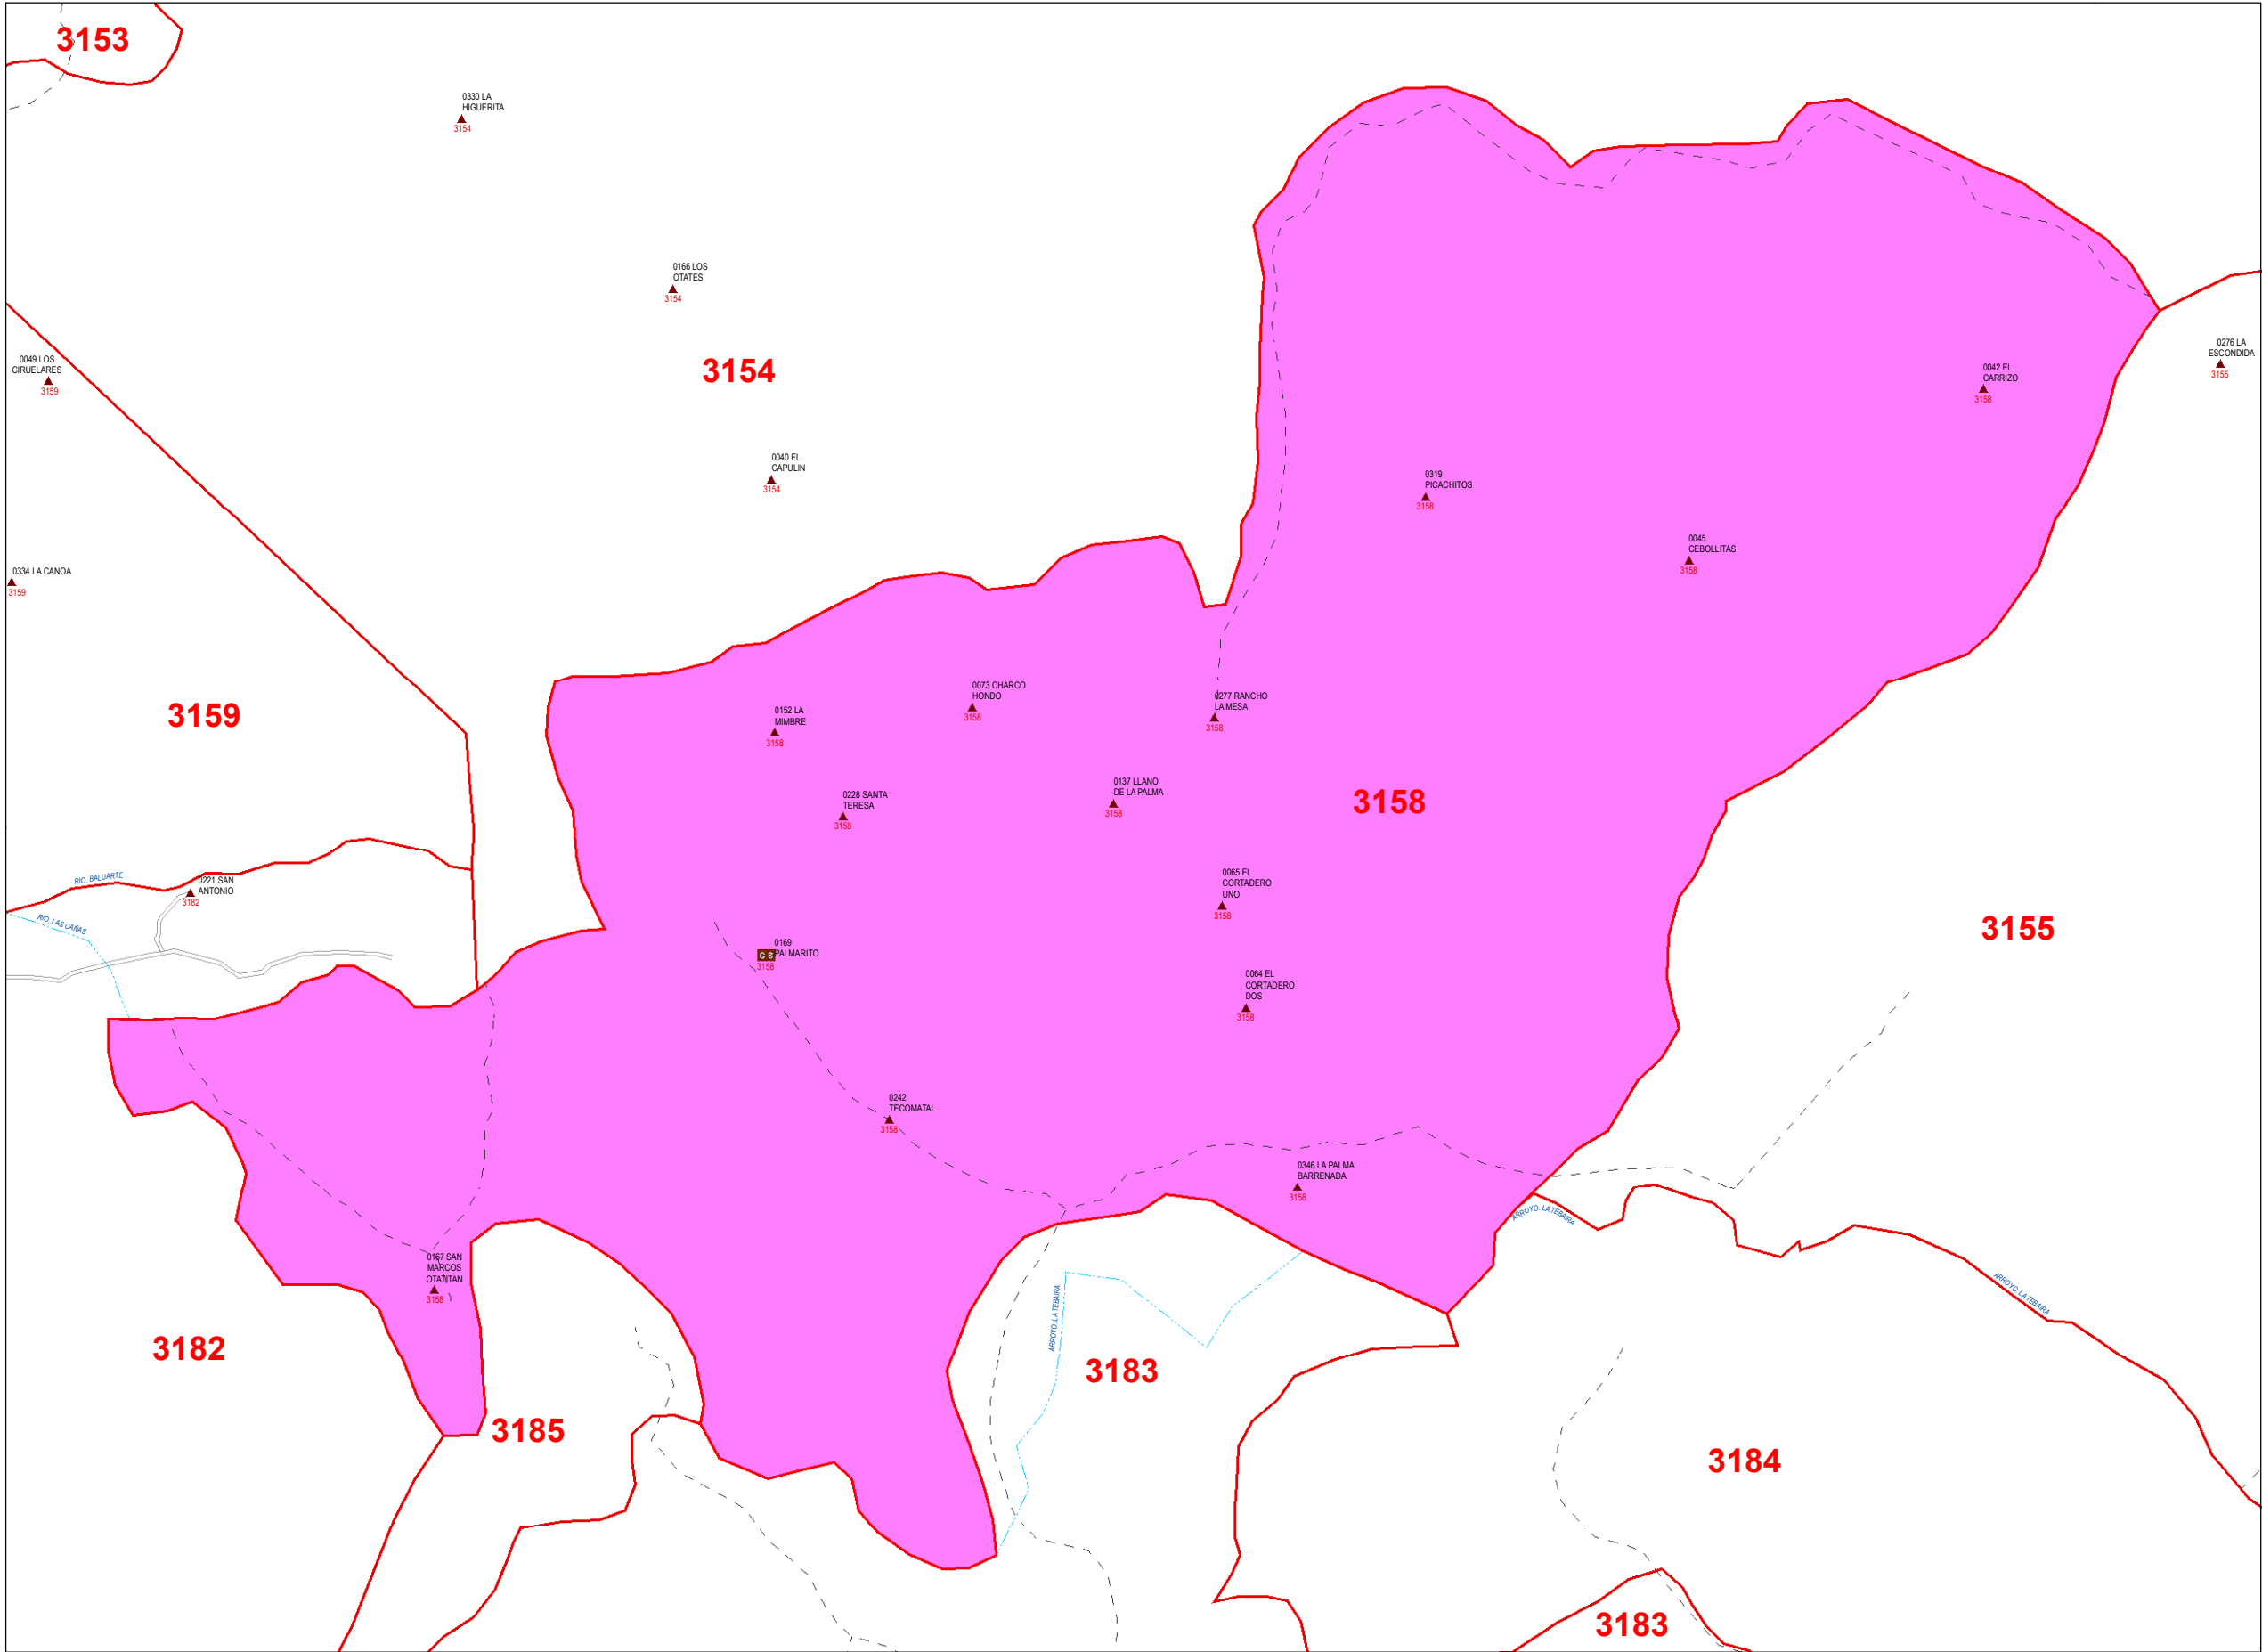 3153
0330 LA
HIGUERITA
3154
0166 LOS
OTATES
3154
0049 LOS
CIRUELARES
3159
3154
0276 LA
ESCONDIDA
3155
0042 EL
CARRIZO
3158
0040 EL
CAPULIN
3154
0319
PICACHITOS
3158
0045
CEBOLLITAS
3158
0334 LA CANOA
3159
3159
0073 CHARCO
HONDO
3158
0152 LA
MIMBRE
3158
0277 RANCHO
LA MESA
3158
0137 LLANO
DE LA PALMA
3158
0228 SANTA
TERESA
3158
3158
RIO. BALUARTE
0221 SAN
ANTONIO
3182
RIO. LAS CAÑAS
0065 EL
CORTADERO
UNO
3158
3155
0169
PALMARITO
C S
3158
0064 EL
CORTADERO
DOS
3158
0242
TECOMATAL
3158
0346 LA PALMA
BARRENADA
3158
ARROYO. LA TEBAIRA
0167 SAN
MARCOS
OTATITAN
3158
ARROYO. LA TEBAIRA
ARROYO. LA TEBAIRA
3182
3183
3185
3184
3183